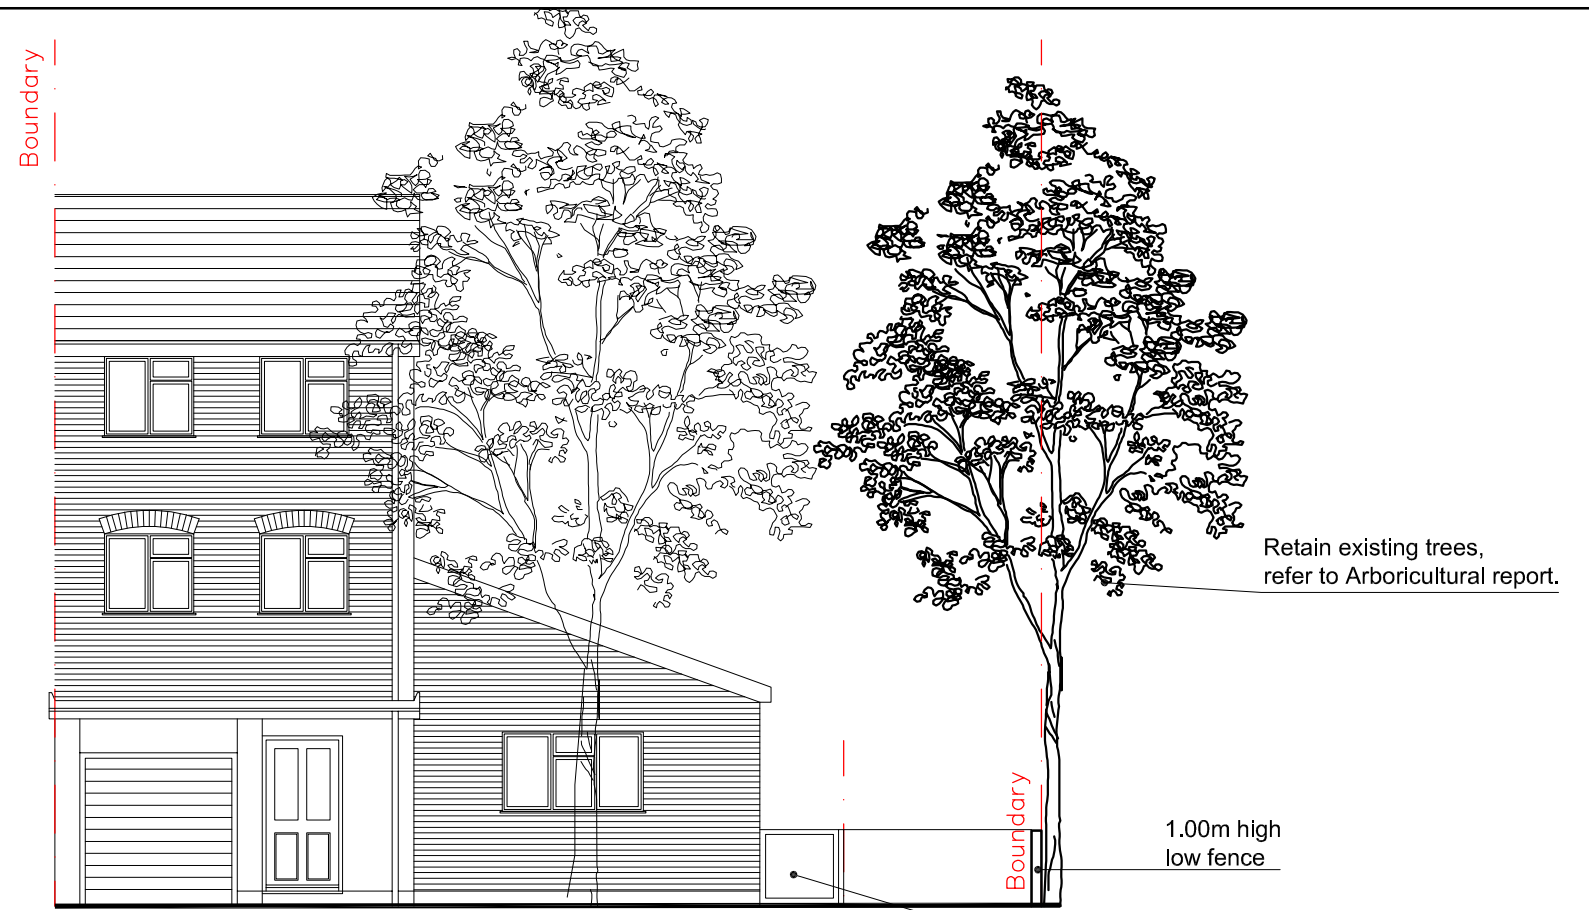 Boundary
Retain existing trees,
refer to Arboricultural report.
Boundary
1.00m high
low fence